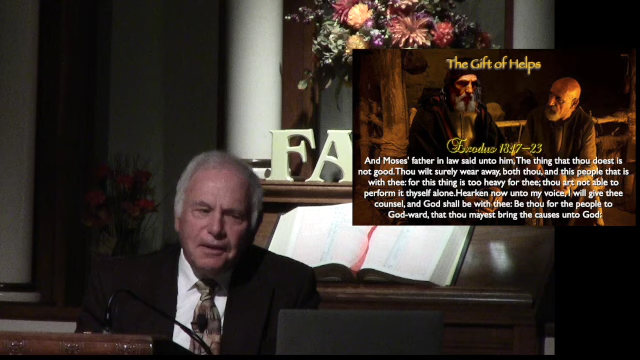 The Gift of Helps
FA
Exodus 18:17-23
And Moses' father in law said unto him, The thing that thou doest is
not good. Thou wilt surely wear away, both thou, and this people that is
with thee: for this thing is too heavy for thee; thou art not able to
perform it thyself alone. Hearken now unto my voice, I will give thee
counsel, and God shall be with thee: Be thou for the people to
God-ward, that thou mayest bring the causes unto God: